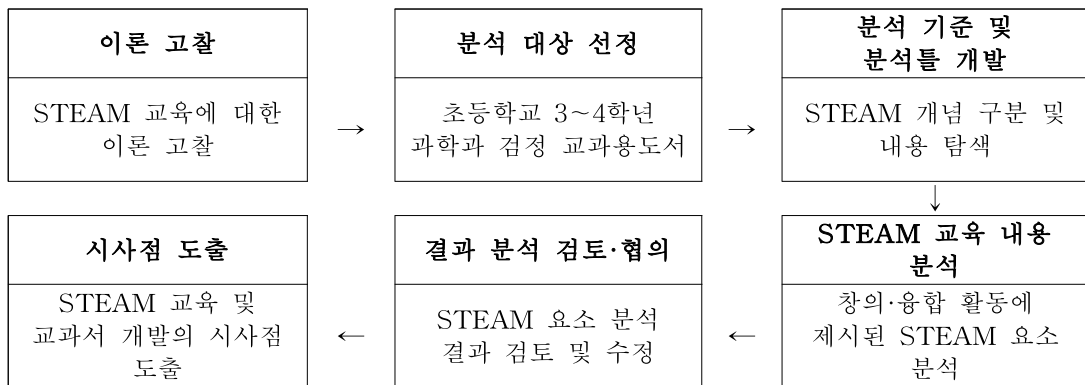 이론 고찰
STEAM 교육에 대한
이론 고찰
→
분석 대상 선정
초등학교 3~4학년
과학과 검정 교과용도서
→
분석 기준 및
분석틀 개발
STEAM 개념 구분 및
내용 탐색
↓
STEAM 교육 내용
분석
창의·융합 활동에
제시된 STEAM 요소
분석
←
결과 분석 검토·협의
STEAM 요소 분석
결과 검토 및 수정
←
시사점 도출
STEAM 교육 및
교과서 개발의 시사점
도출